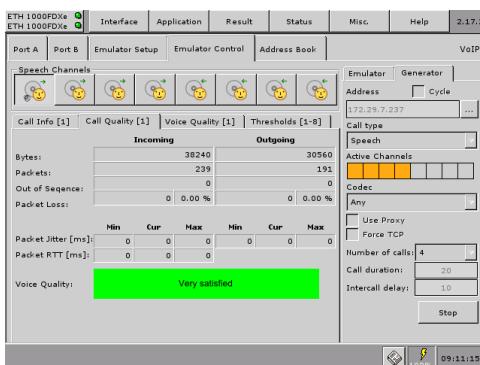 ETH 1000FDXe
ETH 1000FDXe
Interface
Application
Result
Status
Misc.
Help
2.17.
Port A
Port B
Emulator Setup
Emulator Control
Address Book
VoIP
Speech Channels
Call Info [1]
Call Quality [1]
Voice Quality [1]
Thresholds [1-8]
Incoming Outgoing
Bytes: 38240 30560
Packets: 239 191
Out of Seqence: 0 0
Packet Loss: 0 0.00 % 0 0.00 %
Min Cur Max Min Cur Max
Packet Jitter [ms]: 0 0 0 0 0 0
Packet RTT [ms]: 0 0 0
Voice Quality: Very satisfied
Emulator
Generator
Address
Cycle
172.29.7.237 ...
Call type
Speech
Active Channels
Codec
Any
Use Proxy
Force TCP
Number of calls: 4
Call duration: 20
Intercall delay: 10
Stop
100%
09:11:15